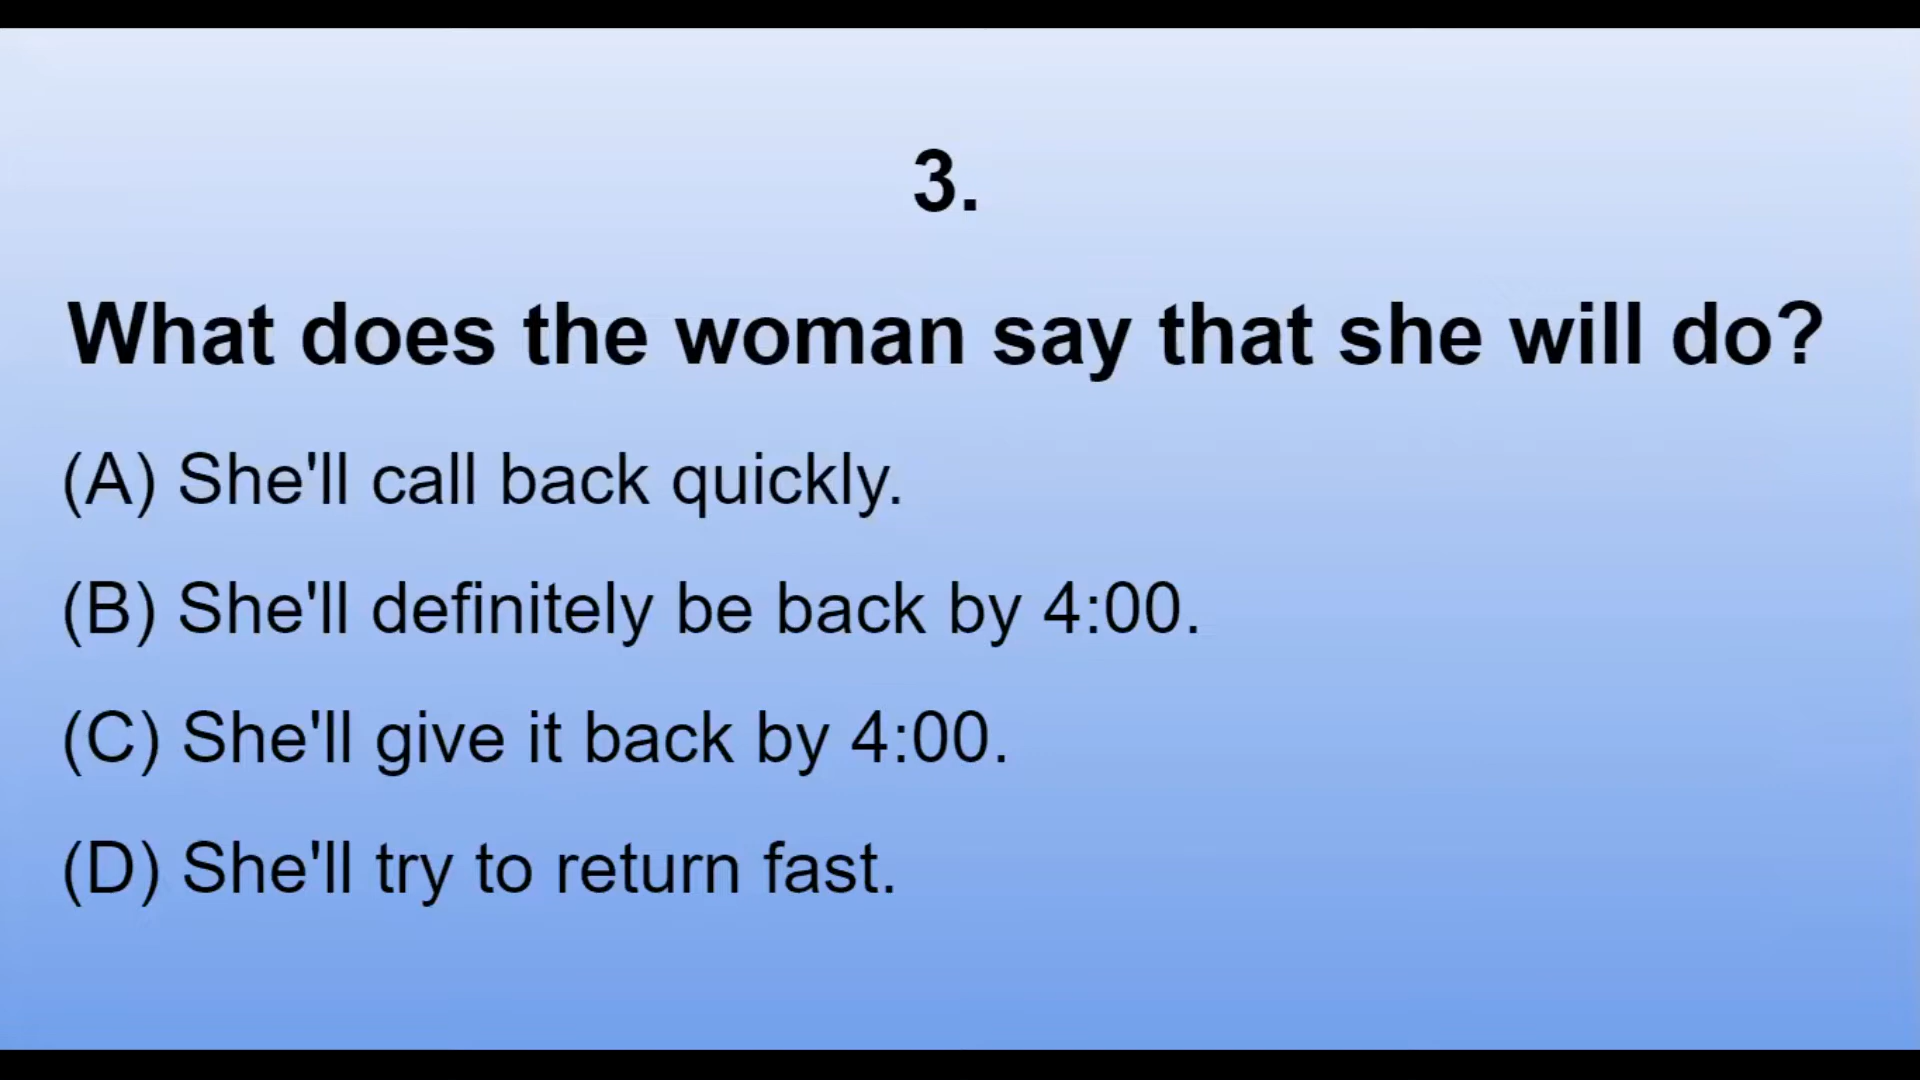 3.
What does the woman say that she will do?
(A) She'll call back quickly.
(B) She'll definitely be back by 4:00.
(C) She'll give it back by 4:00.
(D) She'll try to return fast.